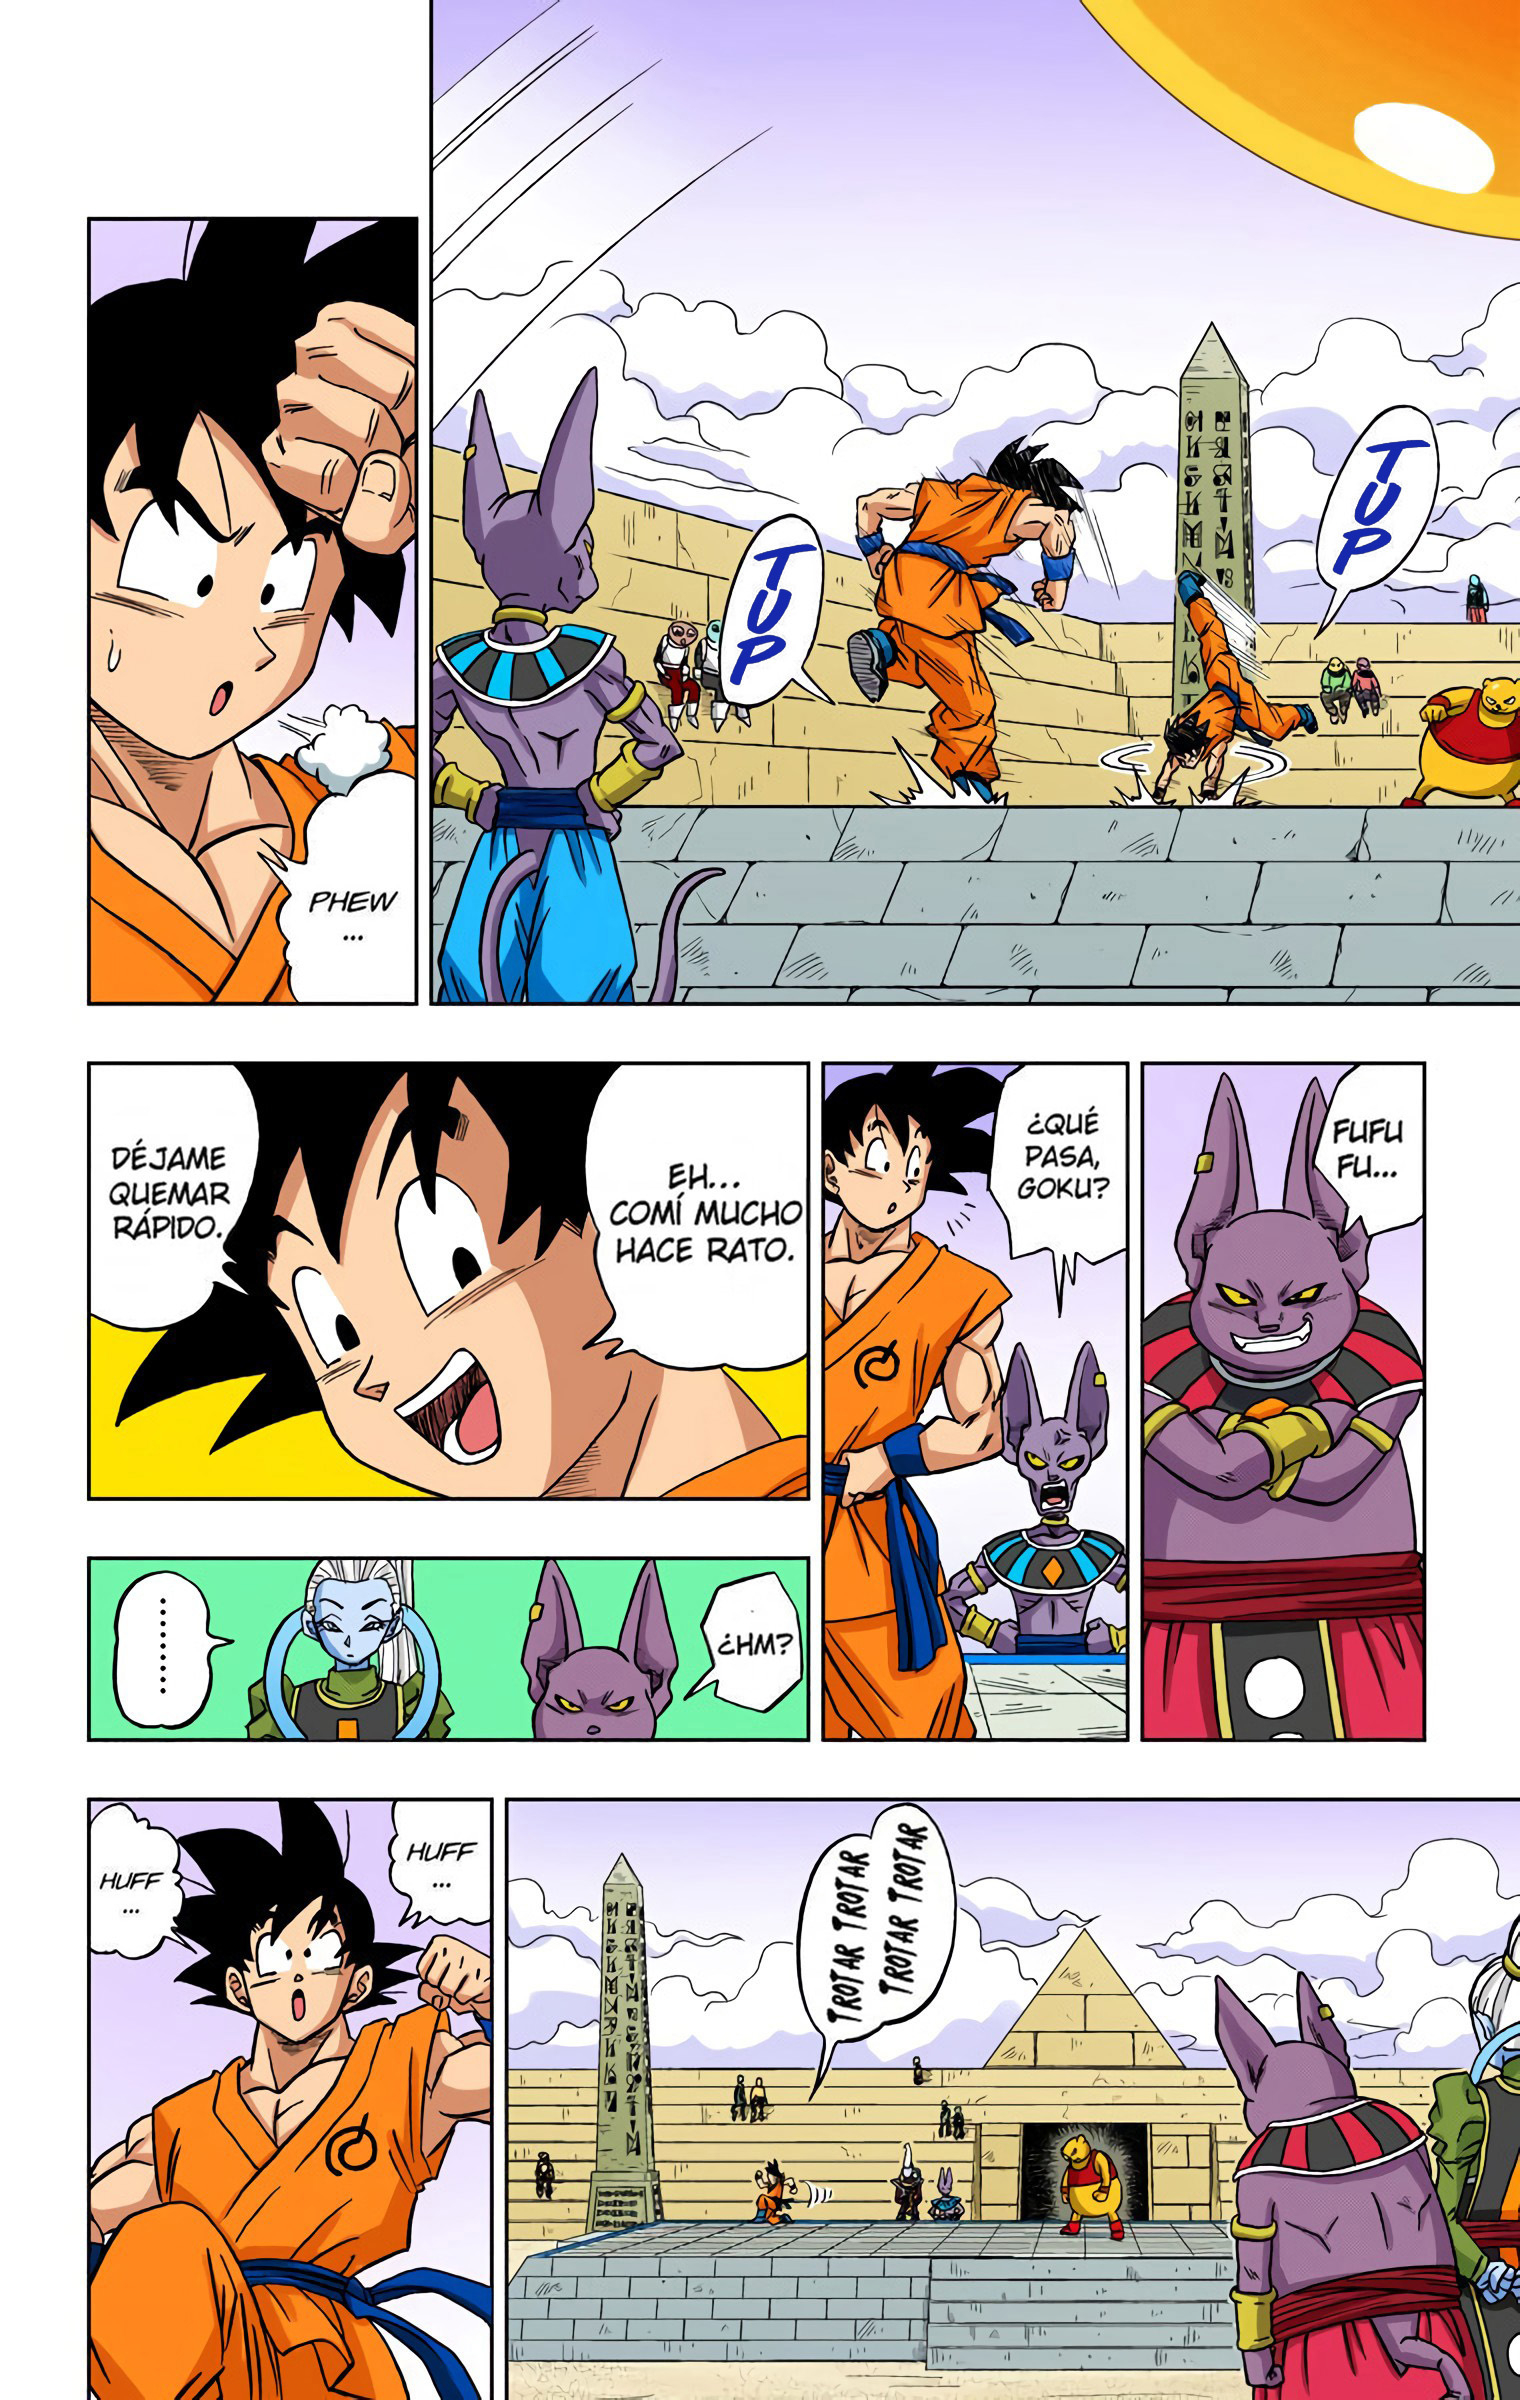 TUP
TUP
PHEW
...
FUFU
FU...
¿QUÉ
PASA,
GOKU?
EH...
COMÍ MUCHO
HACE RATO.
DÉJAME
QUEMAR
RÁPIDO.
¿HM?
.........
TROTAR TROTAR
TROTAR TROTAR
HUFF
...
HUFF
...